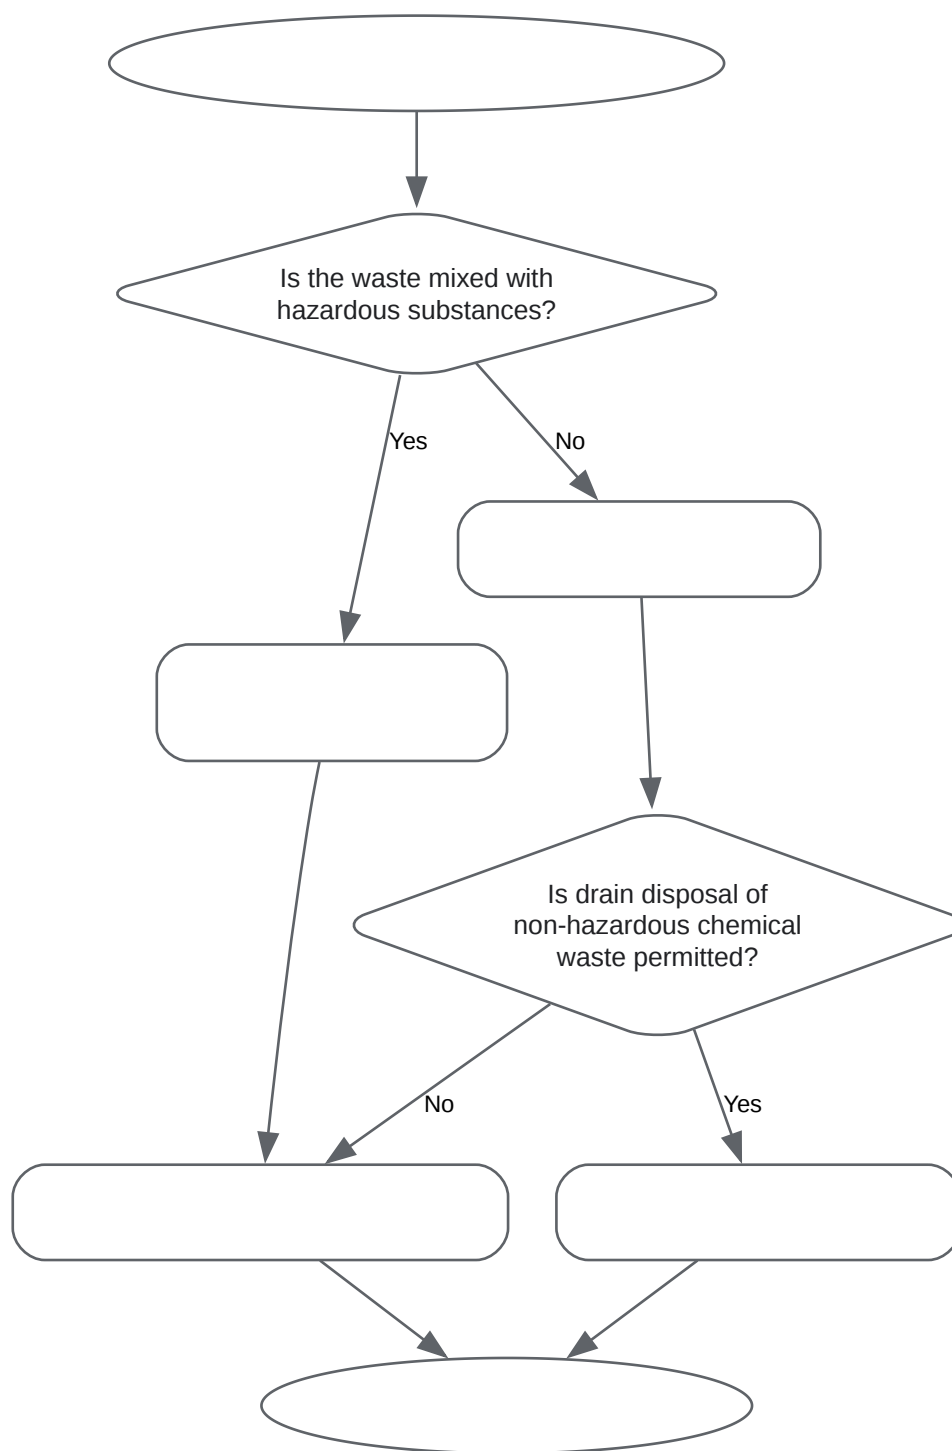 Is the waste mixed with
hazardous substances?
Yes
No
Is drain disposal of
non-hazardous chemical
waste permitted?
No
Yes